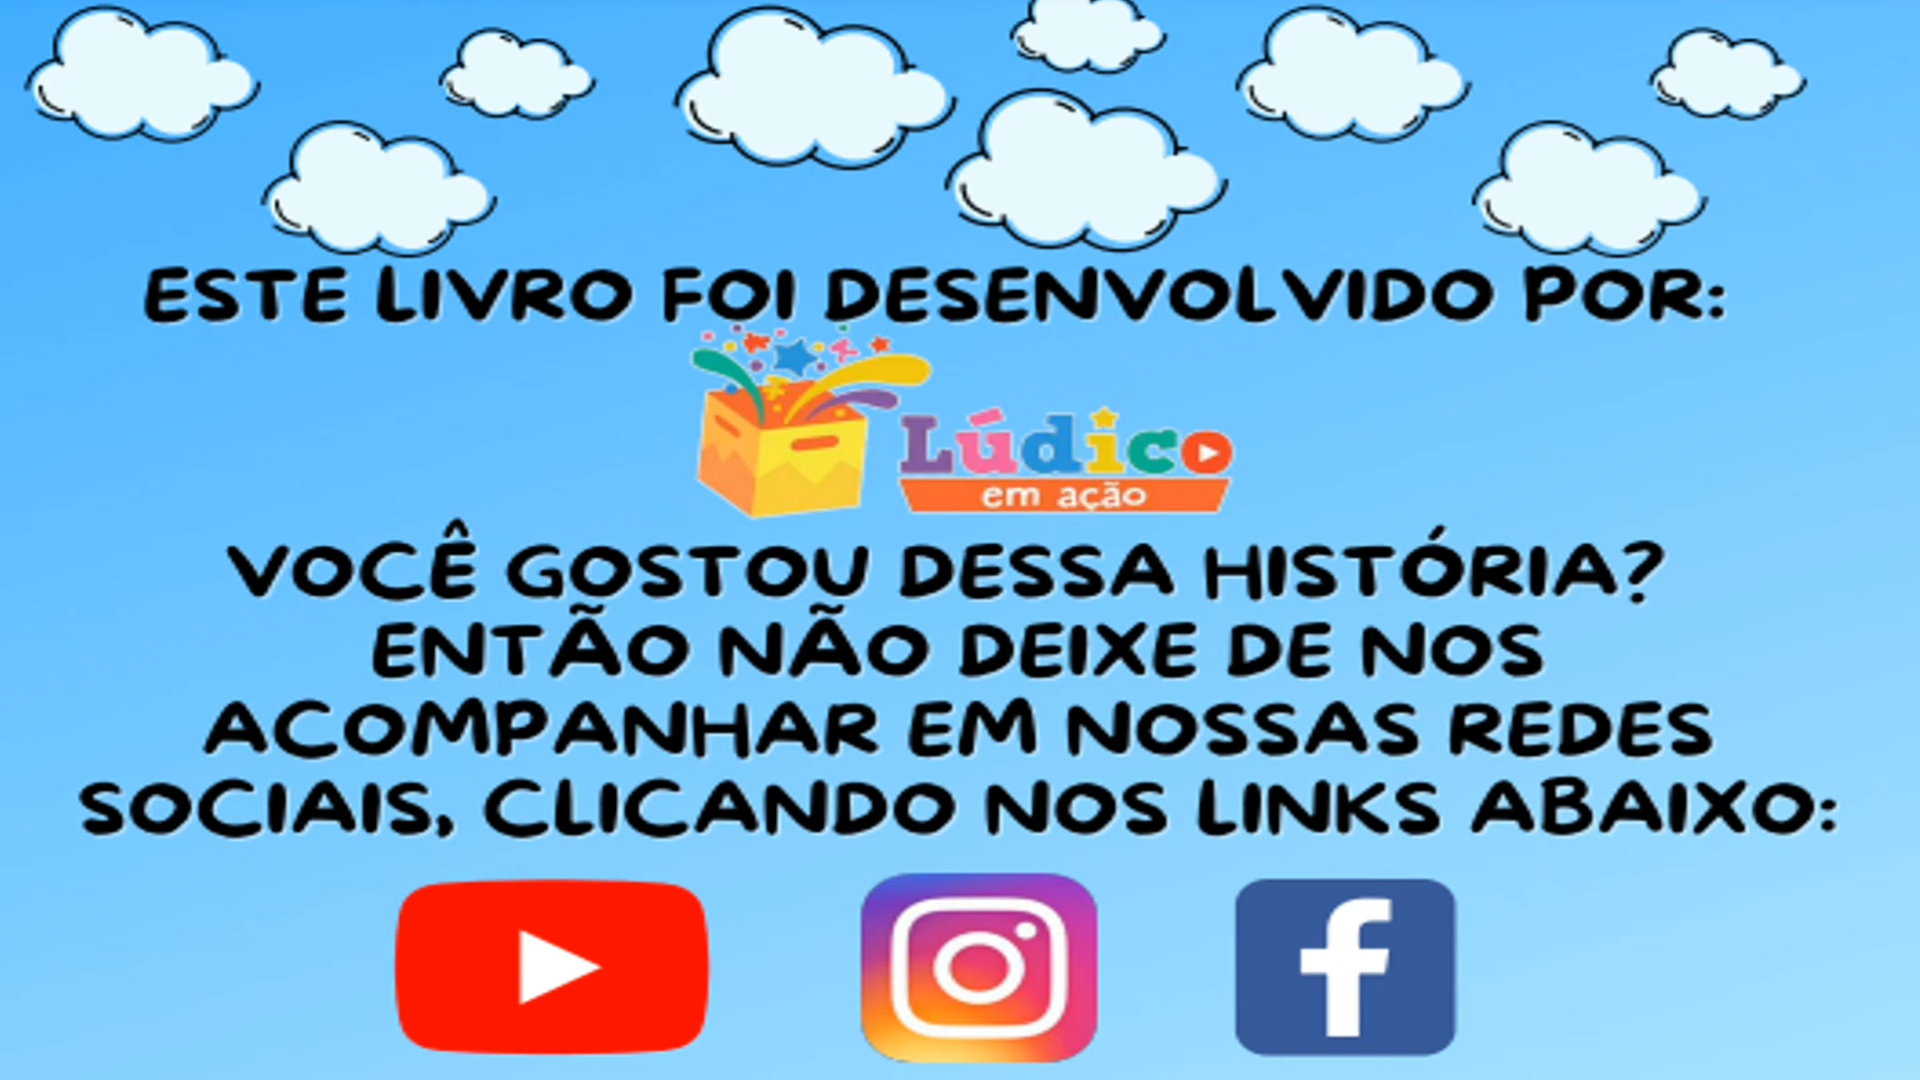 ESTE LIVRO FOI DESENVOLVIDO POR:
Lúdico
em ação
VOCÊ GOSTOU DESSA HISTÓRIA?
ENTÃO NÃO DEIXE DE NOS
ACOMPANHAR EM NOSSAS REDES
SOCIAIS, CLICANDO NOS LINKS ABAIXO: